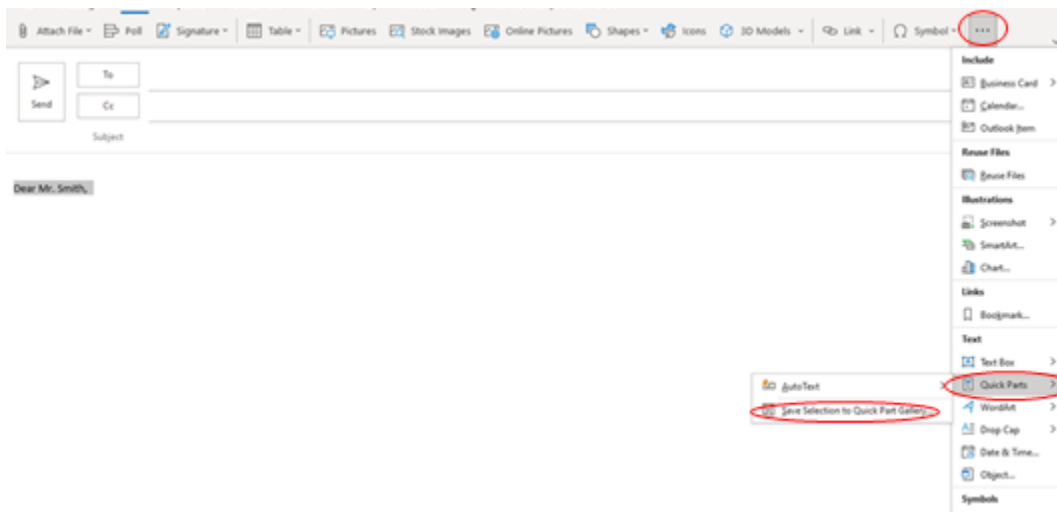 Attach File Poll Signature Table Pictures Stock Images Online Pictures Shapes Icons 3D Models Link Symbol ...
Include
To
Business Card
Send
Cc
Calendar...
Outlook Item
Subject
Reuse Files
Reuse Files
Dear Mr. Smith,
Illustrations
Screenshot
SmartArt...
Chart...
Links
Bookmark...
Text
Text Box
AutoText
Quick Parts
Save Selection to Quick Part Gallery...
WordArt
Drop Cap
Date & Time...
Object...
Symbols